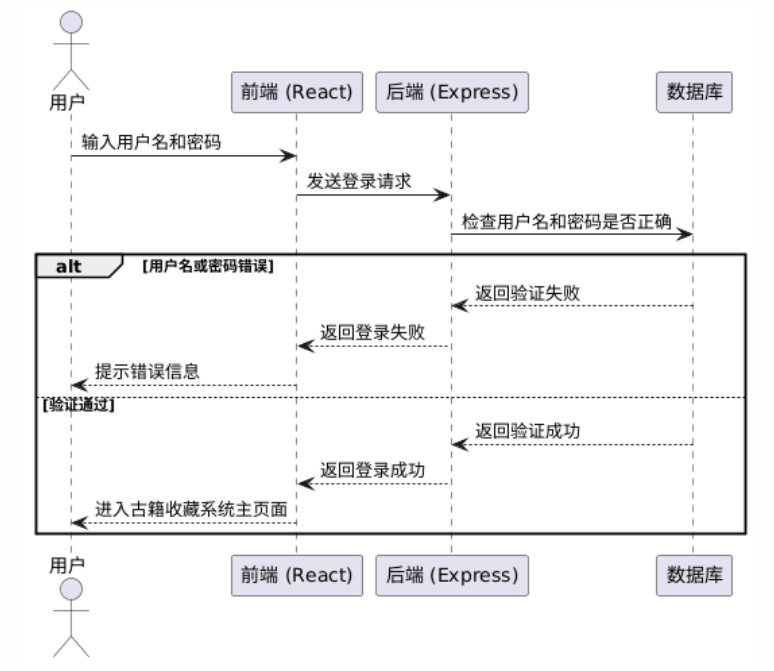 用户
前端 (React)
后端 (Express)
数据库
输入用户名和密码
发送登录请求
检查用户名和密码是否正确
alt
[用户名或密码错误]
返回验证失败
返回登录失败
提示错误信息
[验证通过]
返回验证成功
返回登录成功
进入古籍收藏系统主页面
用户
前端 (React)
后端 (Express)
数据库